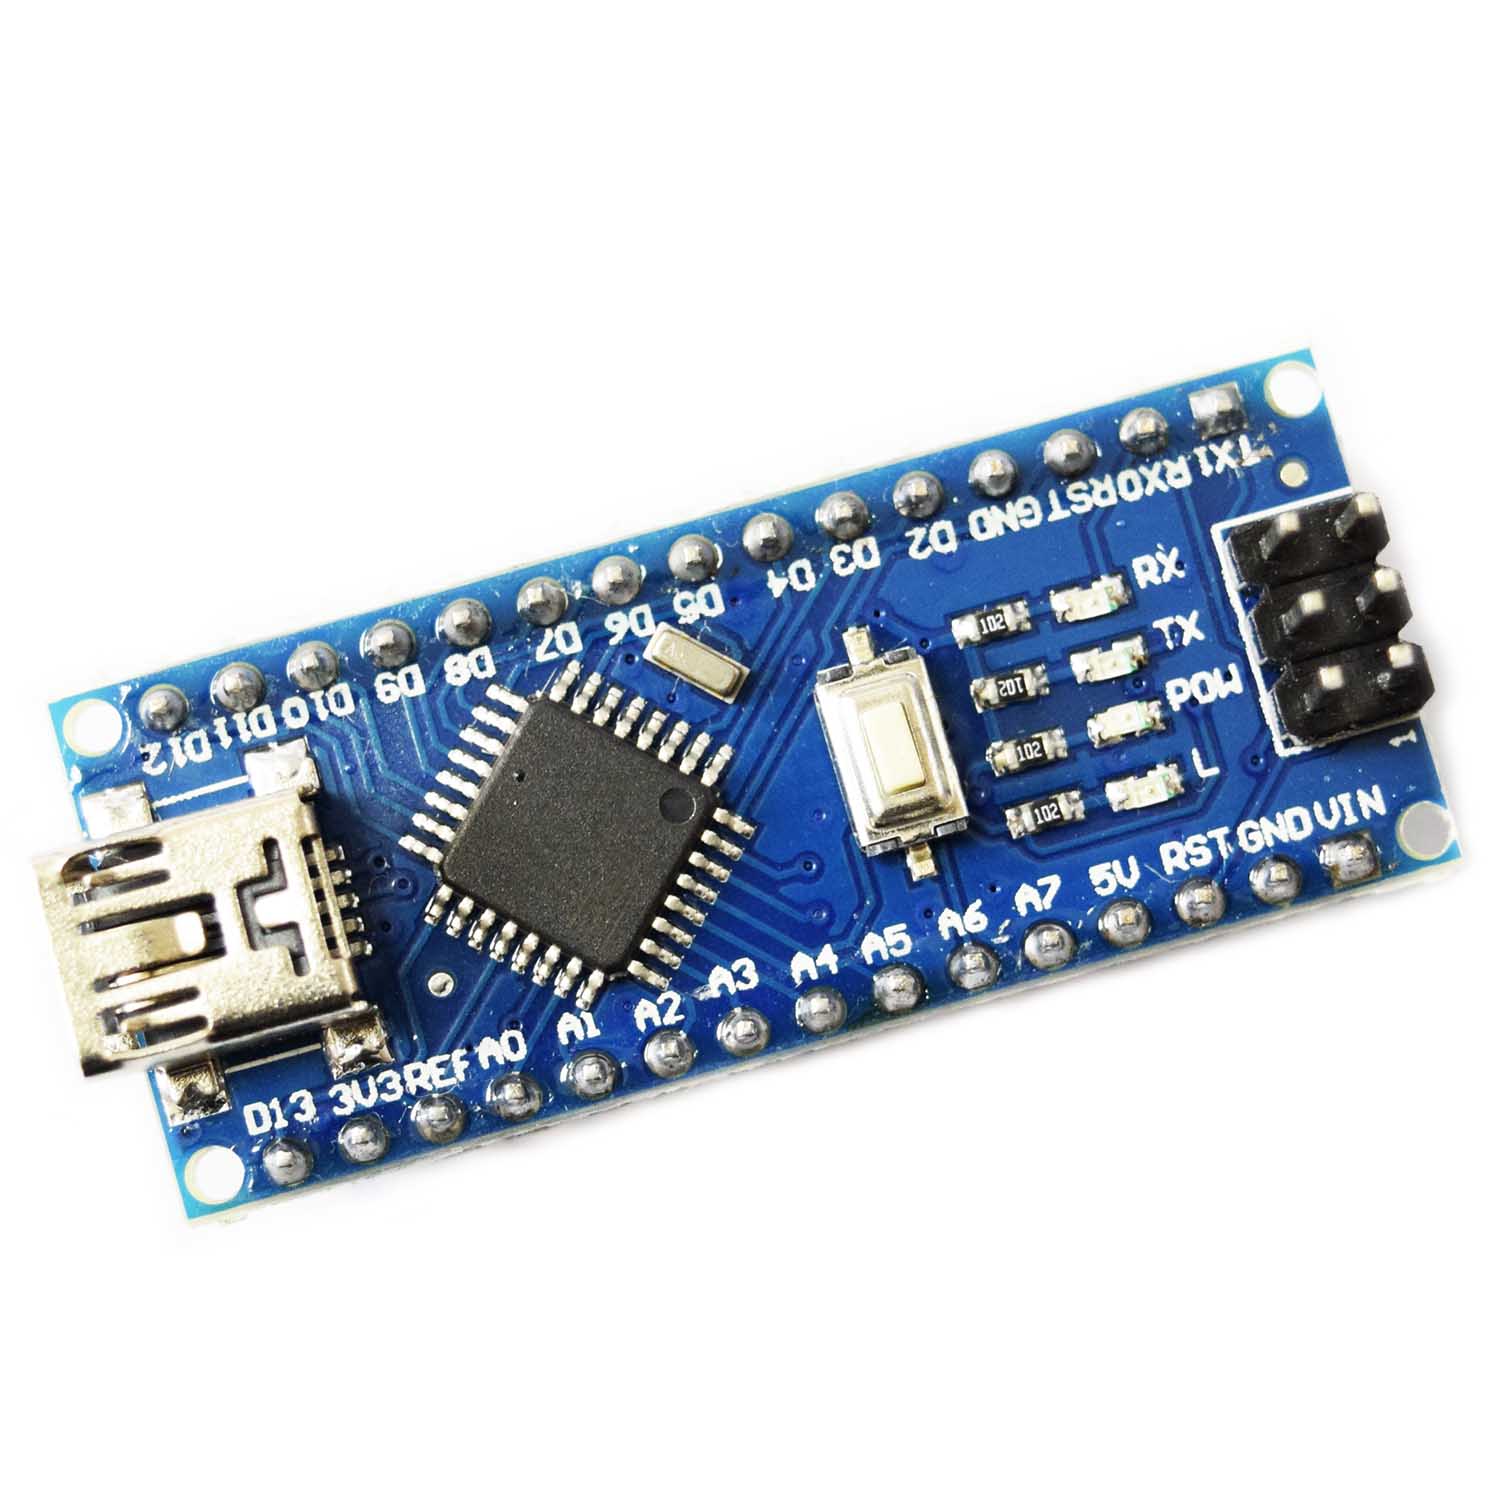 TX1 RX0 RST GND D2 D3 D4 D5 D6 D7 D8 D9 D10 D11 D12
RX
102
TX
201
POW
102
L
102
1
D13 3V3 REF A0 A1 A2 A3 A4 A5 A6 A7 5V RST GND VIN